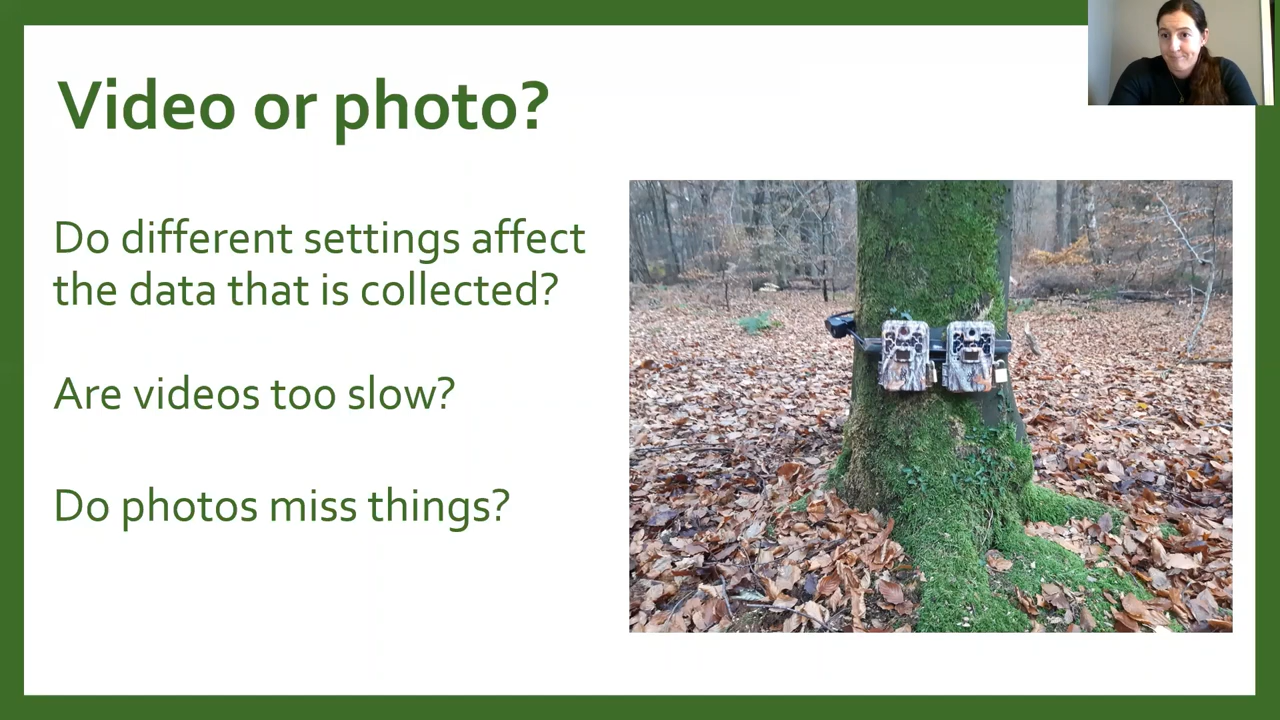 Video or photo?
Do different settings affect
the data that is collected?
Are videos too slow?
Do photos miss things?